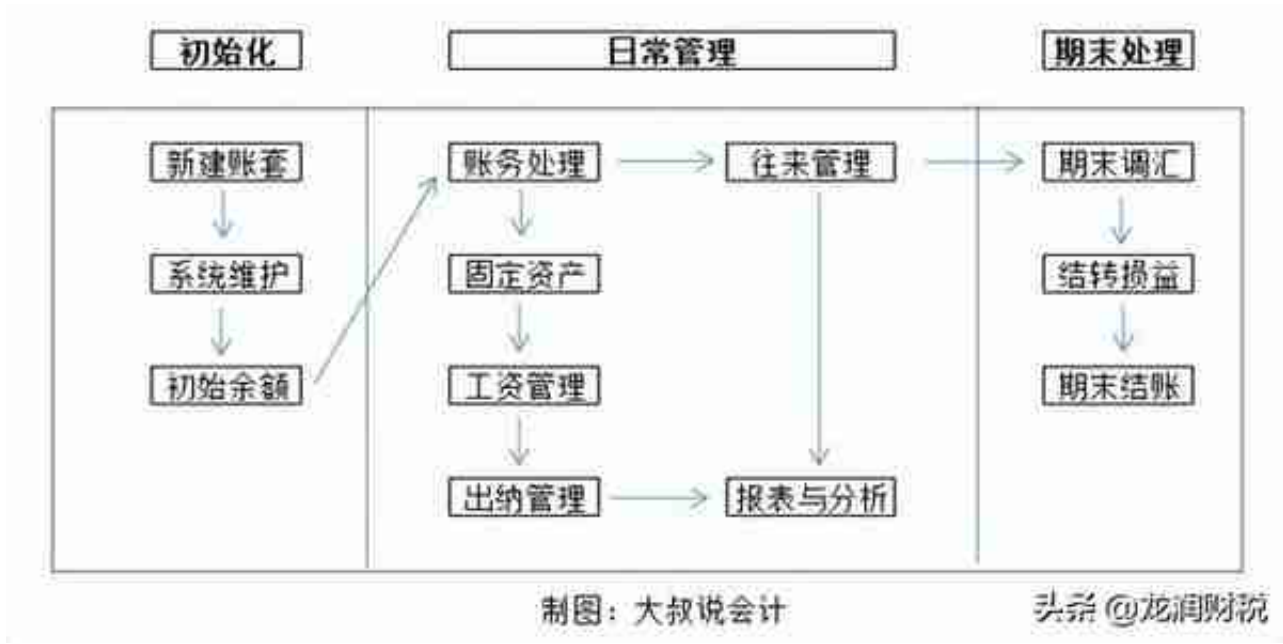 初始化 日常管理 期末处理
新建账套 账务处理 往来管理 期末调汇
系统维护 固定资产 结转损益
初始余额 工资管理 期末结账
出纳管理 报表与分析
制图：大叔说会计
头条 @龙润财税